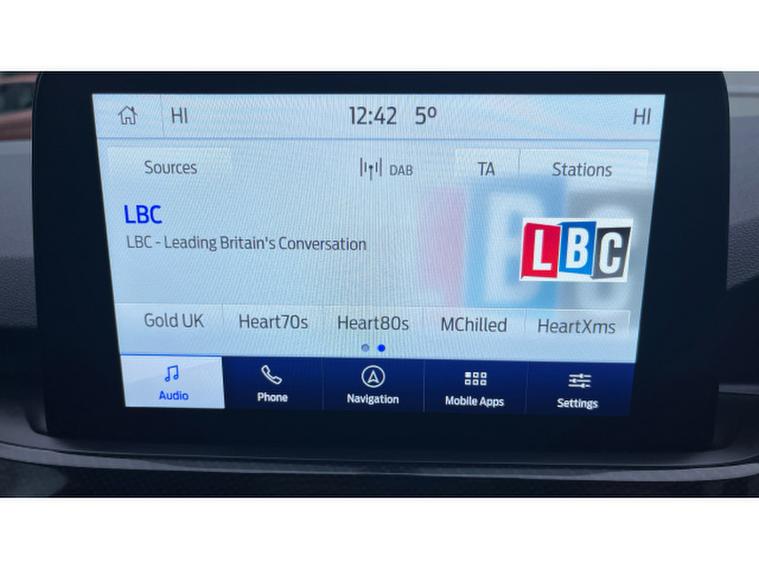 HI 12:42 5º HI
Sources DAB TA Stations
LBC
LBC - Leading Britain's Conversation
LBC
Gold UK Heart70s Heart80s MChilled HeartXms
Audio Phone Navigation Mobile Apps Settings